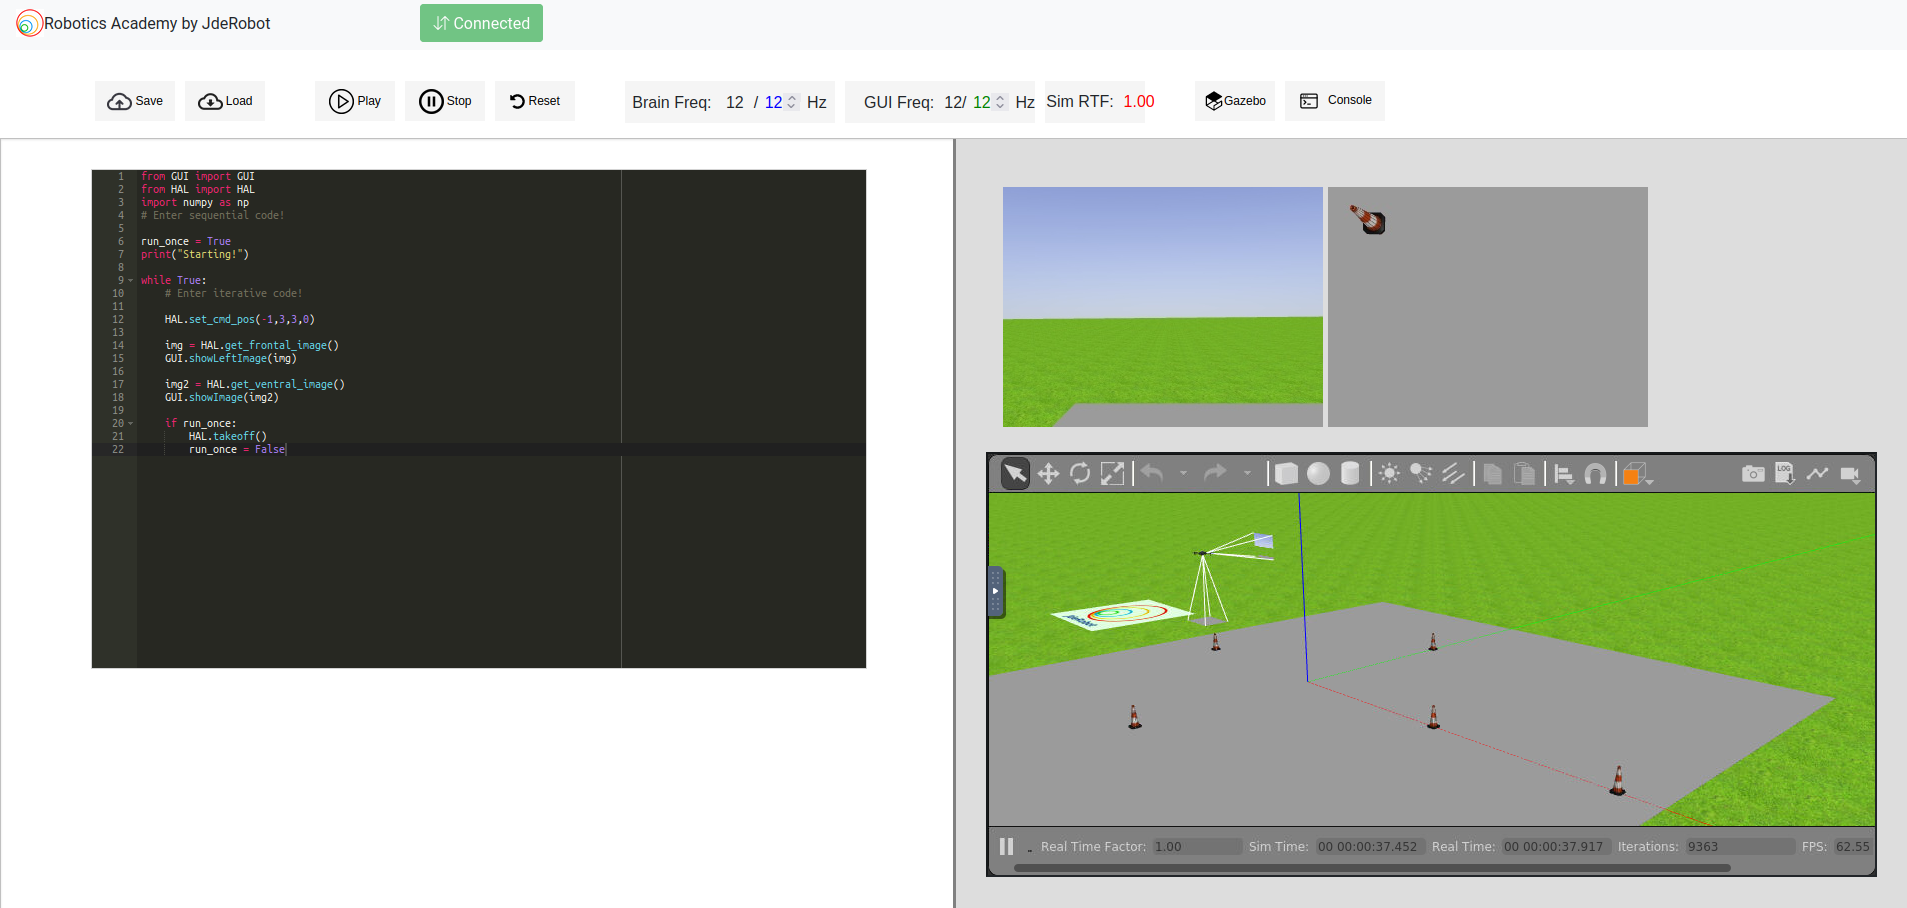 Robotics Academy by JdeRobot
Connected
Save Load Play Stop Reset Brain Freq: 12 / 12 Hz GUI Freq: 12/ 12 Hz Sim RTF: 1.00 Gazebo Console
1 from GUI import GUI
2 from HAL import HAL
3 import numpy as np
4 # Enter sequential code!
5
6 run_once = True
7 print("Starting!")
8
9 while True:
10 # Enter iterative code!
11
12 HAL.set_cmd_pos(-1,3,3,0)
13
14 img = HAL.get_frontal_image()
15 GUI.showLeftImage(img)
16
17 img2 = HAL.get_ventral_image()
18 GUI.showImage(img2)
19
20 if run_once:
21 HAL.takeoff()
22 run_once = False
LOG
JdeRobot
Real Time Factor: 1.00 Sim Time: 00 00:00:37.452 Real Time: 00 00:00:37.917 Iterations: 9363 FPS: 62.55